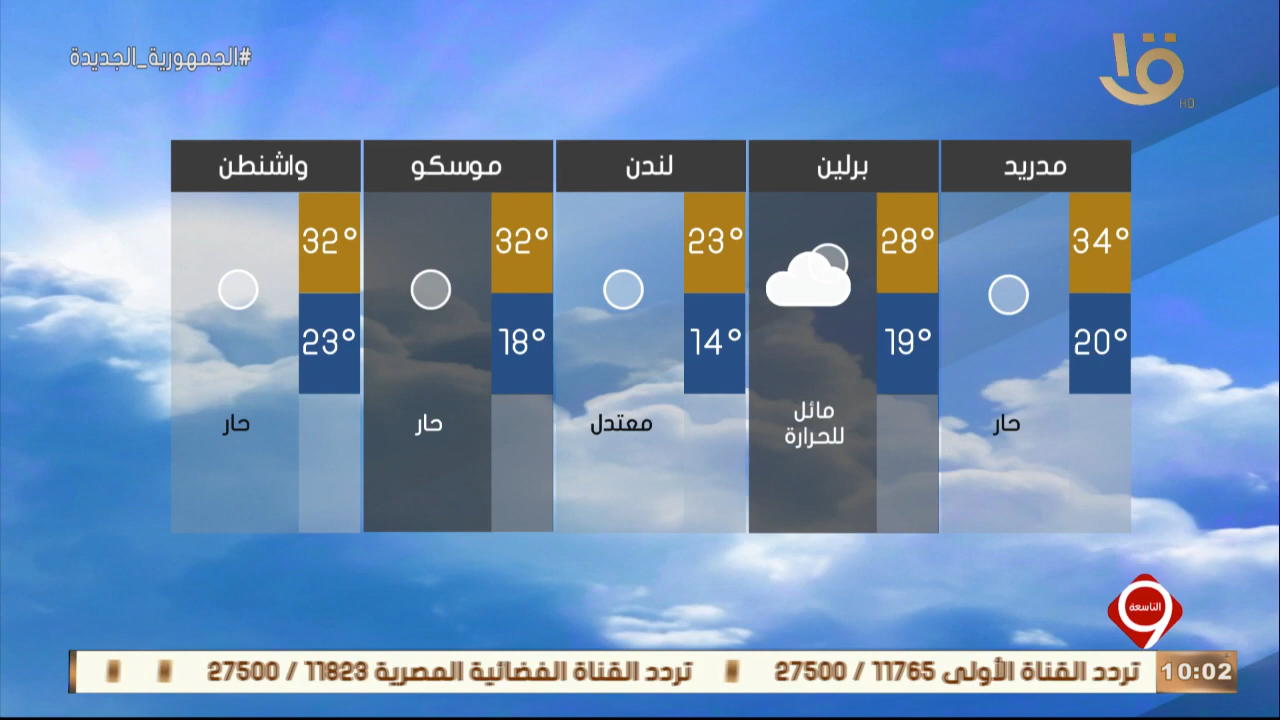 #الجمهورية_الجديدة
HD
مدريد
34°
20°
حار
برلين
28°
19°
مائل
للحرارة
لندن
23°
14°
معتدل
موسكو
32°
18°
حار
واشنطن
32°
23°
حار
التاسعة
9
10:02
تردد القناة الأولى 11765 / 27500
تردد القناة الفضائية المصرية 11823 / 27500